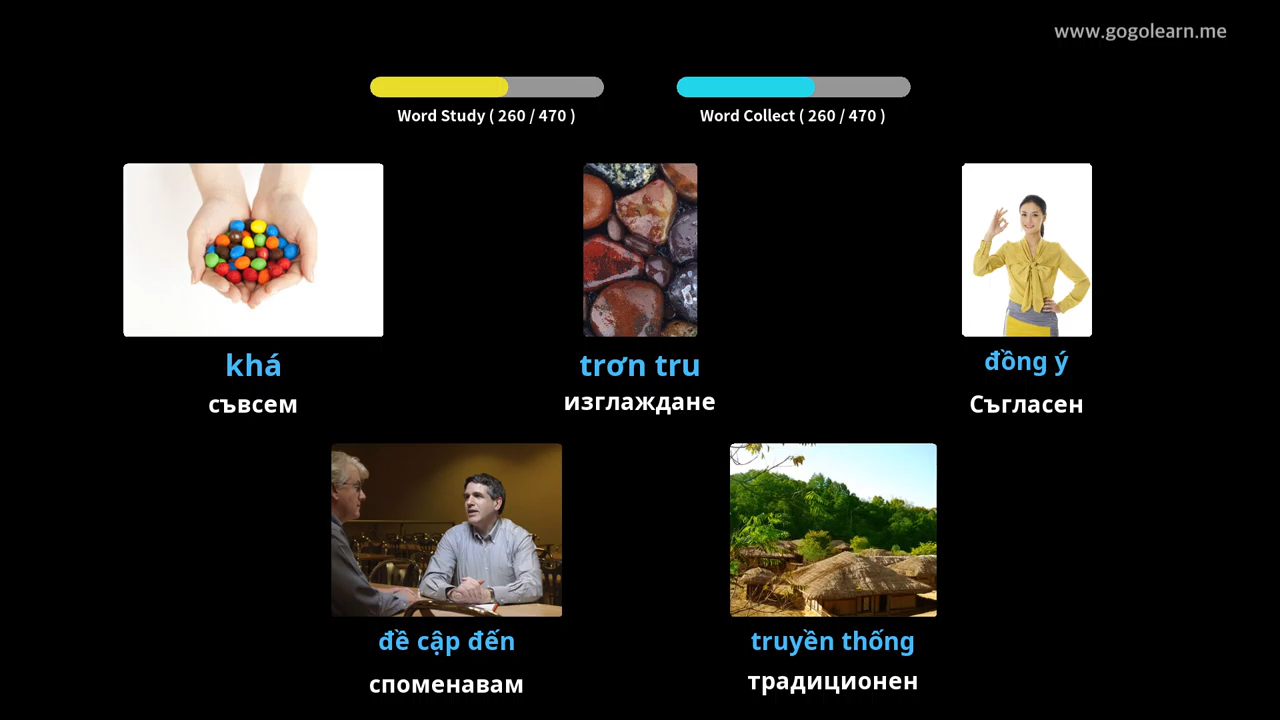 www.gogolearn.me
Word Study ( 260 / 470 )
Word Collect ( 260 / 470 )
khá
съвсем
trơn tru
изглаждане
đồng ý
Съгласен
đề cập đến
споменавам
truyền thống
традиционен